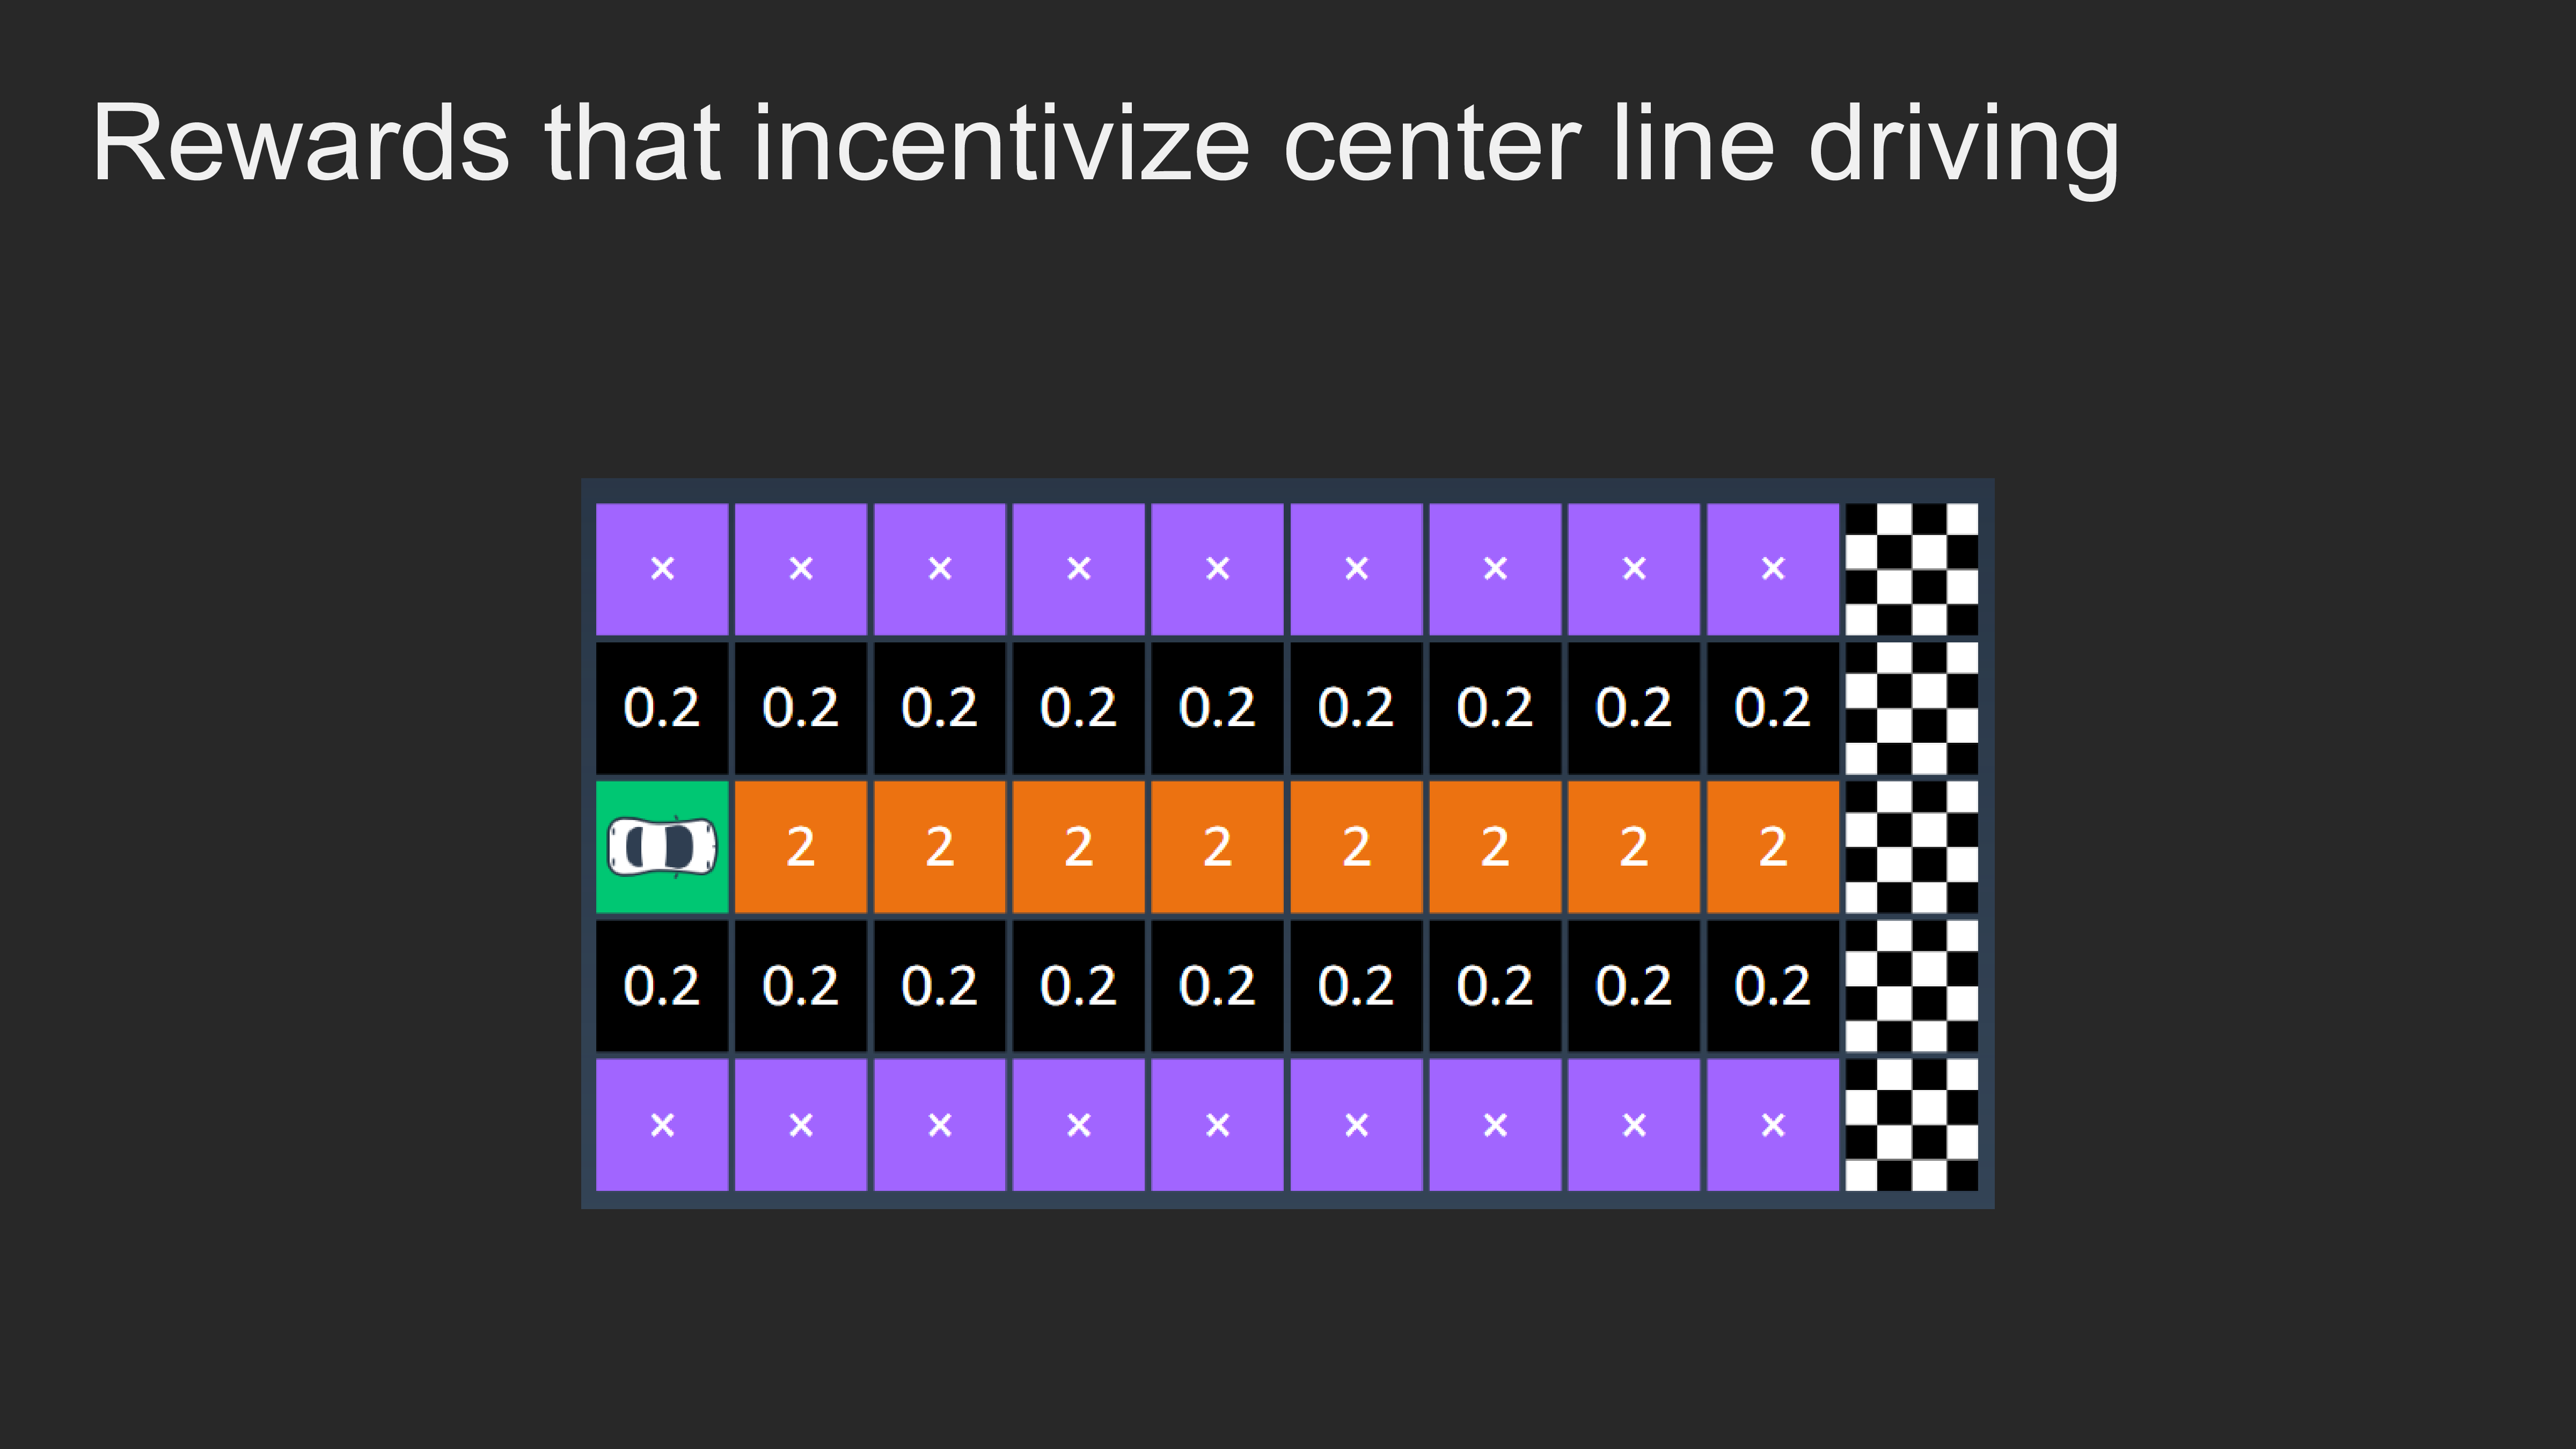 Rewards that incentivize center line driving
× × × × × × × × ×
0.2 0.2 0.2 0.2 0.2 0.2 0.2 0.2 0.2
2 2 2 2 2 2 2 2
0.2 0.2 0.2 0.2 0.2 0.2 0.2 0.2 0.2
× × × × × × × × ×